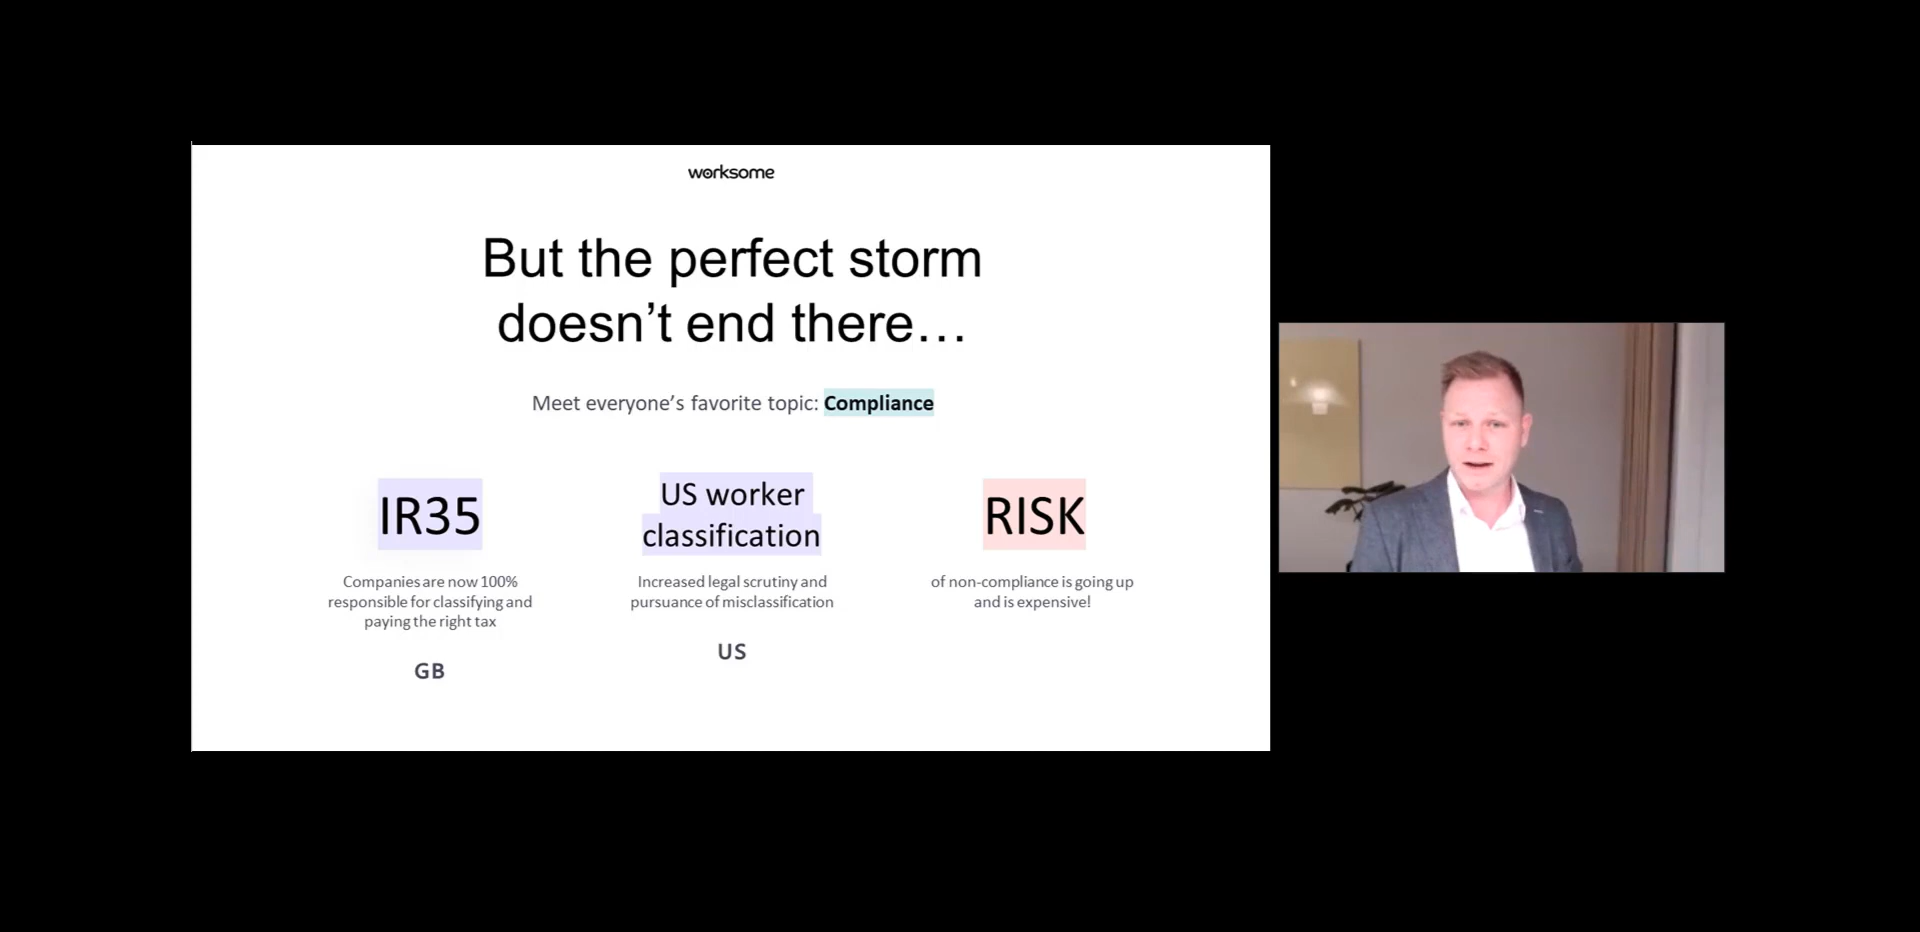 worksome
But the perfect storm
doesn’t end there…
Meet everyone’s favorite topic: Compliance
IR35
Companies are now 100%
responsible for classifying and
paying the right tax
GB
US worker
classification
Increased legal scrutiny and
pursuance of misclassification
US
RISK
of non-compliance is going up
and is expensive!